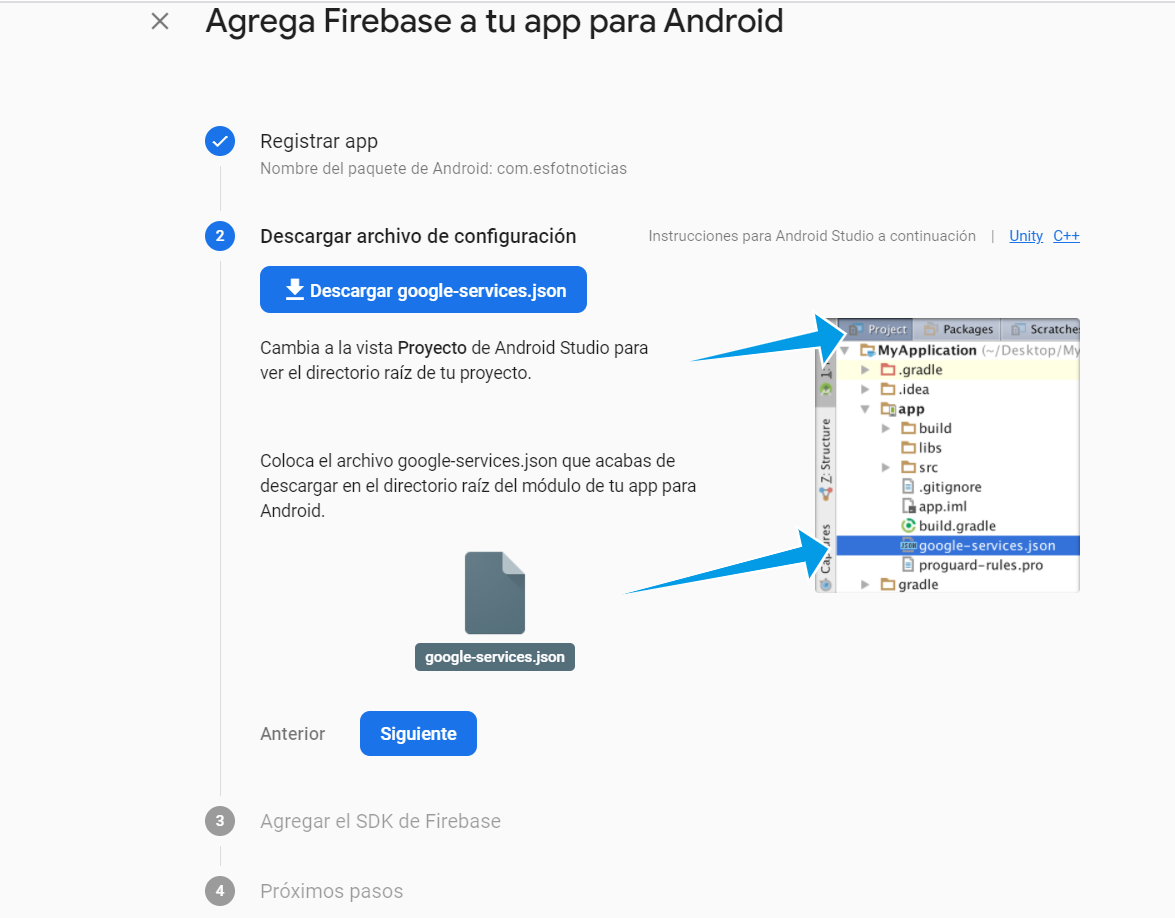 Agrega Firebase a tu app para Android
Registrar app
Nombre del paquete de Android: com.esfotnoticias
2
Descargar archivo de configuración
Instrucciones para Android Studio a continuación | Unity C++
Descargar google-services.json
Cambia a la vista Proyecto de Android Studio para
ver el directorio raíz de tu proyecto.
Coloca el archivo google-services.json que acabas de
descargar en el directorio raíz del módulo de tu app para
Android.
google-services.json
Project Packages Scratche
MyApplication (~/Desktop/My
.gradle
.idea
app
build
libs
src
.gitignore
app.iml
build.gradle
google-services.json
proguard-rules.pro
gradle
Z: Structure
Anterior
Siguiente
3
Agregar el SDK de Firebase
4
Próximos pasos